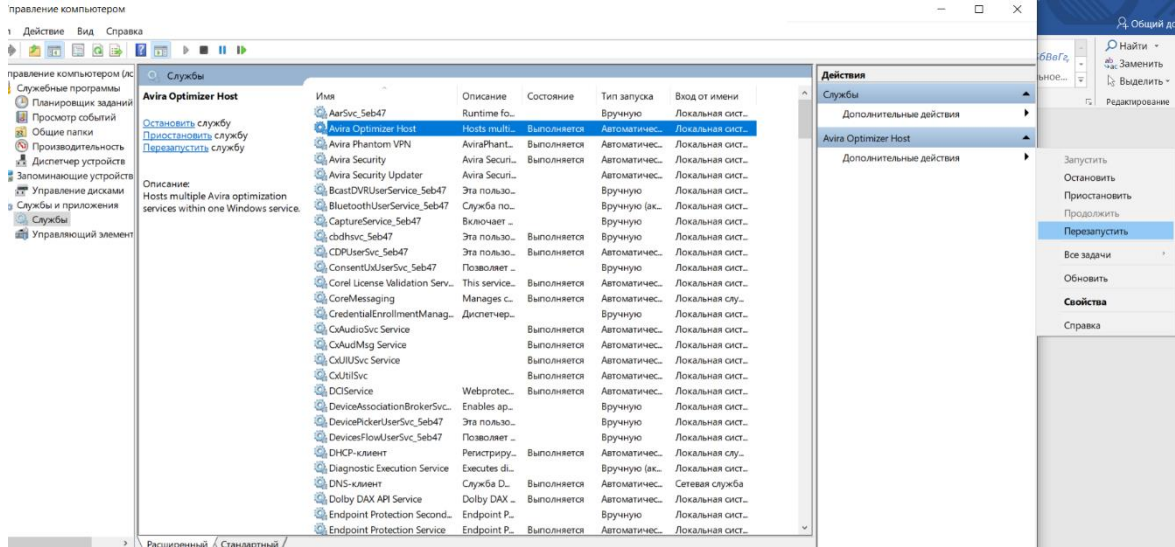 правление компьютером
Действие Вид Справка
правление компьютером (лс
Служебные программы
Планировщик заданий
Просмотр событий
Общие папки
Производительность
Диспетчер устройств
Запоминающие устройств
Управление дисками
Службы и приложения
Службы
Управляющий элемент
Службы
Avira Optimizer Host
Остановить службу
Приостановить службу
Перезапустить службу
Описание:
Hosts multiple Avira optimization
services within one Windows service.
Имя Описание Состояние Тип запуска Вход от имени
AarSvc_5eb47 Runtime fo... Вручную Локальная сист...
Avira Optimizer Host Hosts multi... Выполняется Автоматичес... Локальная сист...
Avira Phantom VPN AviraPhant... Выполняется Автоматичес... Локальная сист...
Avira Security Avira Securi... Выполняется Автоматичес... Локальная сист...
Avira Security Updater Avira Securi... Автоматичес... Локальная сист...
BcastDVRUserService_5eb47 Эта пользо... Вручную Локальная сист...
BluetoothUserService_5eb47 Служба по... Вручную (ак... Локальная сист...
CaptureService_5eb47 Включает ... Вручную Локальная сист...
cbdhsvc_5eb47 Эта пользо... Выполняется Вручную Локальная сист...
CDPUserSvc_5eb47 Эта пользо... Выполняется Автоматичес... Локальная сист...
ConsentUxUserSvc_5eb47 Позволяет ... Вручную Локальная сист...
Corel License Validation Serv... This service... Выполняется Автоматичес... Локальная сист...
CoreMessaging Manages c... Выполняется Автоматичес... Локальная слу...
CredentialEnrollmentManag... Диспетчер... Вручную Локальная сист...
CxAudioSvc Service Выполняется Автоматичес... Локальная сист...
CxAudMsg Service Выполняется Автоматичес... Локальная сист...
CxUIUSvc Service Выполняется Автоматичес... Локальная сист...
CxUtilSvc Выполняется Автоматичес... Локальная сист...
DCIService Webprotec... Выполняется Автоматичес... Локальная сист...
DeviceAssociationBrokerSvc... Enables ap... Вручную Локальная сист...
DevicePickerUserSvc_5eb47 Эта пользо... Вручную Локальная сист...
DevicesFlowUserSvc_5eb47 Позволяет ... Вручную Локальная сист...
DHCP-клиент Регистриру... Выполняется Автоматичес... Локальная слу...
Diagnostic Execution Service Executes di... Вручную (ак... Локальная сист...
DNS-клиент Служба D... Выполняется Автоматичес... Сетевая служба
Dolby DAX API Service Dolby DAX ... Выполняется Автоматичес... Локальная сист...
Endpoint Protection Second... Endpoint P... Вручную Локальная сист...
Endpoint Protection Service Endpoint P... Выполняется Автоматичес... Локальная сист...
Расширенный Стандартный
Действия
Службы
Дополнительные действия
Avira Optimizer Host
Дополнительные действия
Общий до
Найти
Заменить
Выделить
Редактирование
Запустить
Остановить
Приостановить
Продолжить
Перезапустить
Все задачи
Обновить
Свойства
Справка